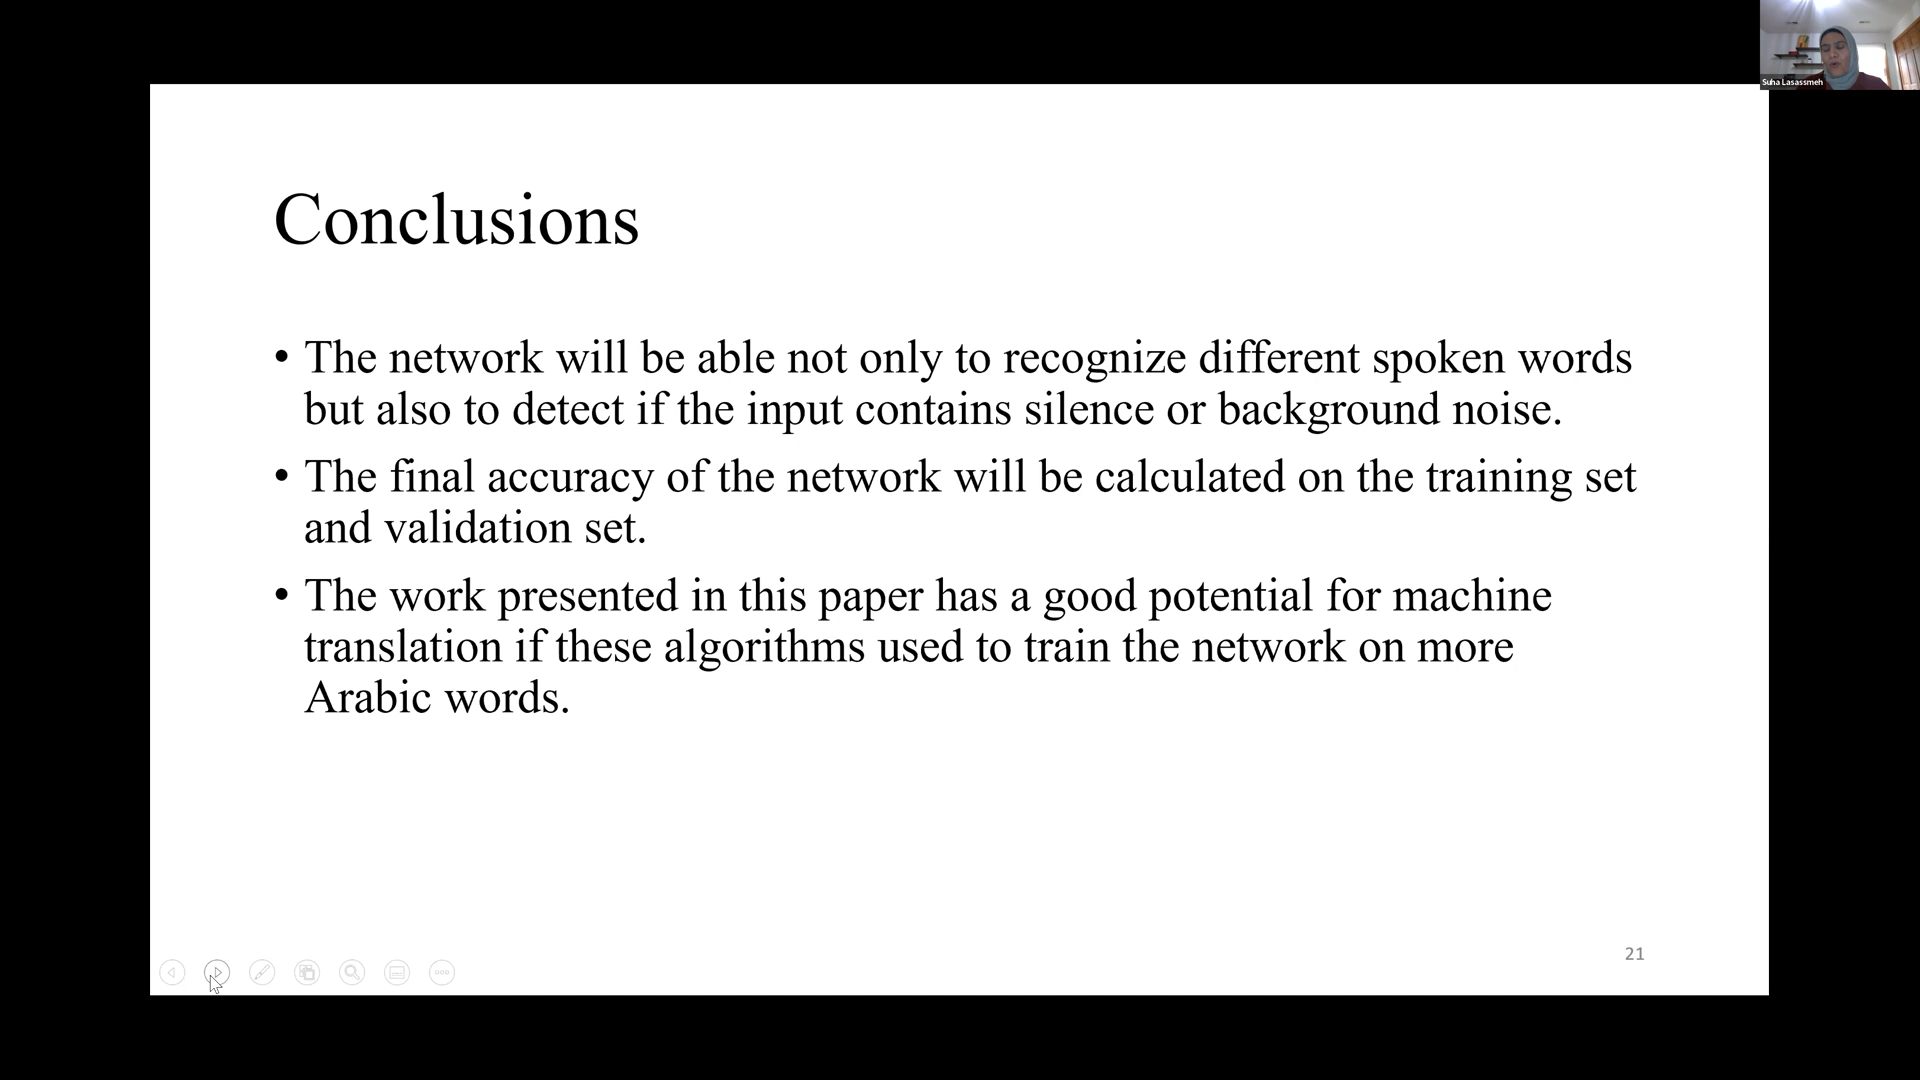 Suha Lasassmeh
Conclusions
• The network will be able not only to recognize different spoken words
but also to detect if the input contains silence or background noise.
• The final accuracy of the network will be calculated on the training set
and validation set.
• The work presented in this paper has a good potential for machine
translation if these algorithms used to train the network on more
Arabic words.
21